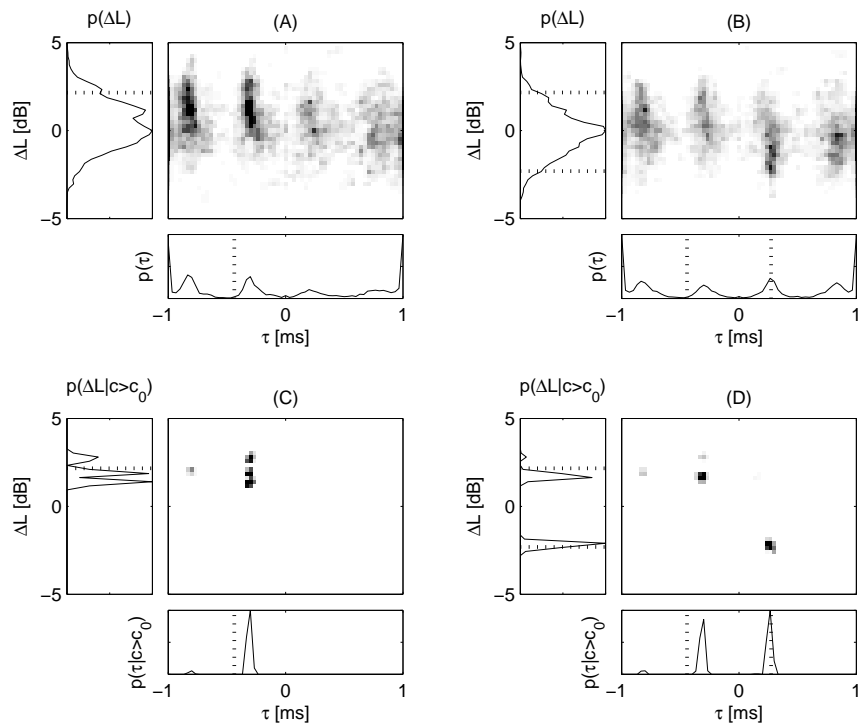 p(ΔL)
(A)
5
0
−5
ΔL [dB]
p(τ)
−1
0
1
τ [ms]
p(ΔL)
(B)
5
0
−5
ΔL [dB]
p(τ)
−1
0
1
τ [ms]
p(ΔL|c>c₀)
(C)
5
0
−5
ΔL [dB]
p(τ|c>c₀)
−1
0
1
τ [ms]
p(ΔL|c>c₀)
(D)
5
0
−5
ΔL [dB]
p(τ|c>c₀)
−1
0
1
τ [ms]